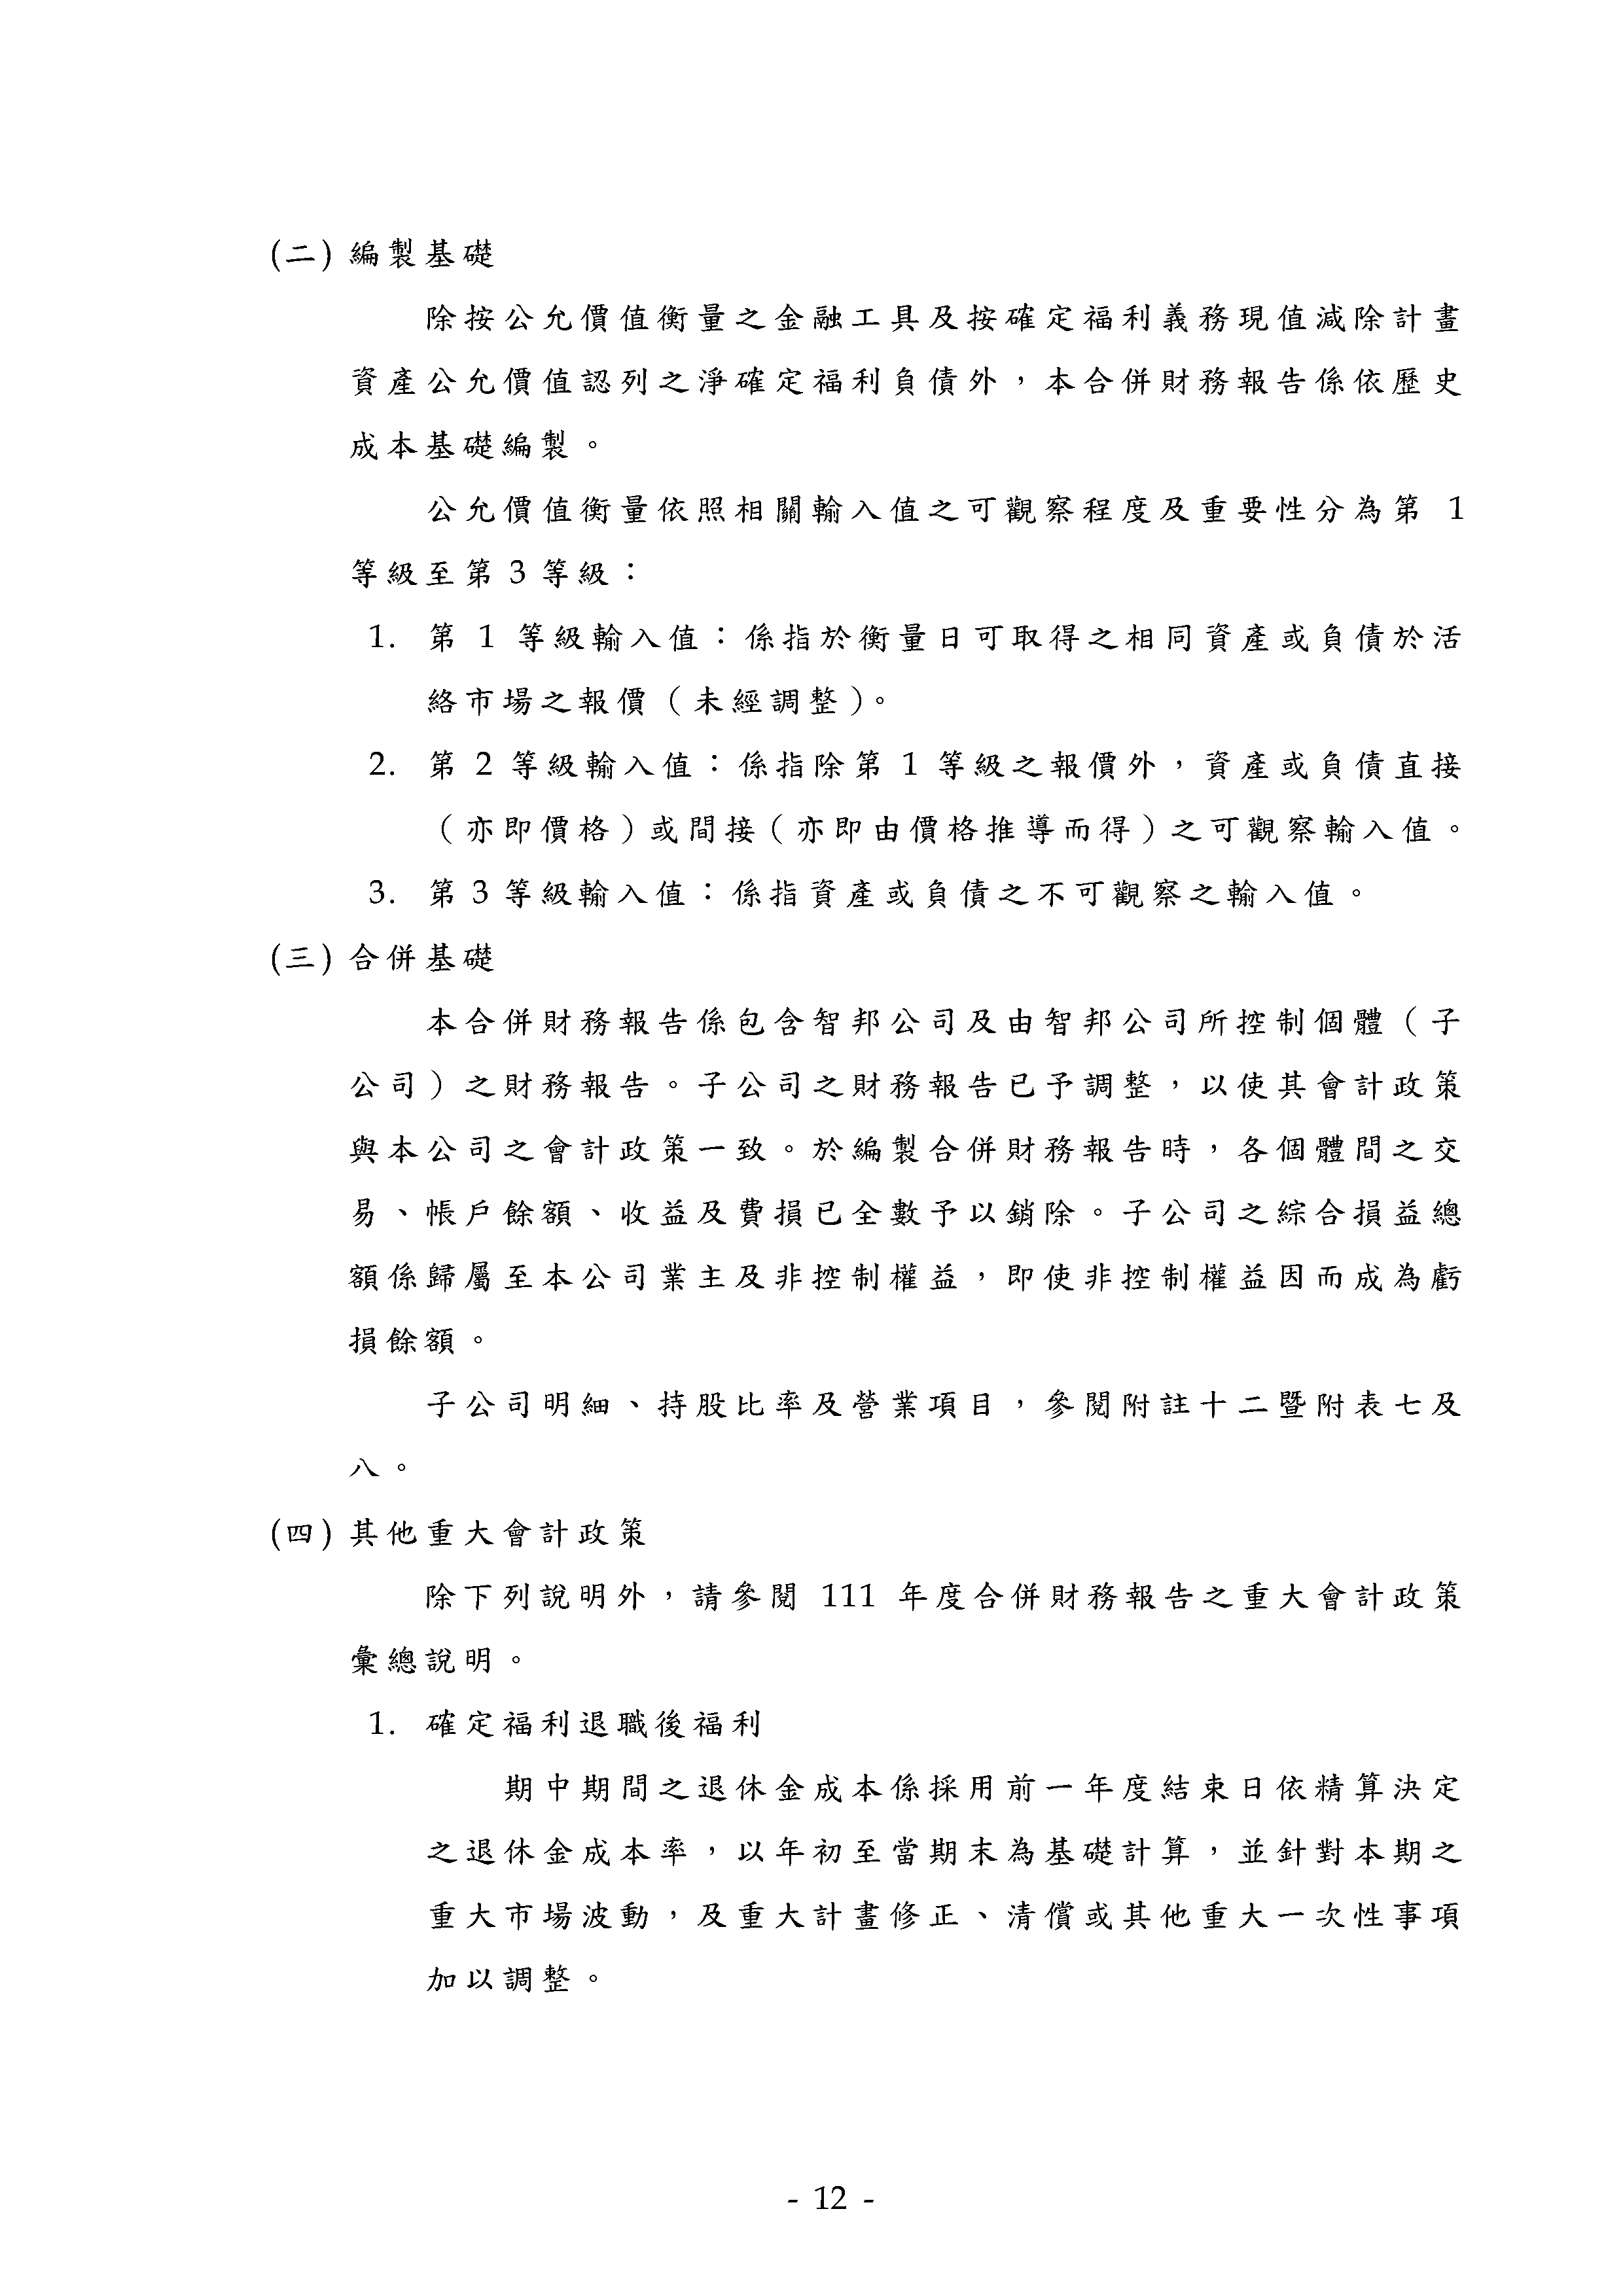 (二) 編製基礎
除按公允價值衡量之金融工具及按確定福利義務現值減除計畫
資產公允價值認列之淨確定福利負債外，本合併財務報告係依歷史
成本基礎編製。
公允價值衡量依照相關輸入值之可觀察程度及重要性分為第 1
等級至第 3 等級：
1. 第 1 等級輸入值：係指於衡量日可取得之相同資產或負債於活
絡市場之報價（未經調整）。
2. 第 2 等級輸入值：係指除第 1 等級之報價外，資產或負債直接
（亦即價格）或間接（亦即由價格推導而得）之可觀察輸入值。
3. 第 3 等級輸入值：係指資產或負債之不可觀察之輸入值。
(三) 合併基礎
本合併財務報告係包含智邦公司及由智邦公司所控制個體（子
公司）之財務報告。子公司之財務報告已予調整，以使其會計政策
與本公司之會計政策一致。於編製合併財務報告時，各個體間之交
易、帳戶餘額、收益及費損已全數予以銷除。子公司之綜合損益總
額係歸屬至本公司業主及非控制權益，即使非控制權益因而成為虧
損餘額。
子公司明細、持股比率及營業項目，參閱附註十二暨附表七及
八。
(四) 其他重大會計政策
除下列說明外，請參閱 111 年度合併財務報告之重大會計政策
彙總說明。
1. 確定福利退職後福利
期中期間之退休金成本係採用前一年度結束日依精算決定
之退休金成本率，以年初至當期末為基礎計算，並針對本期之
重大市場波動，及重大計畫修正、清償或其他重大一次性事項
加以調整。
- 12 -